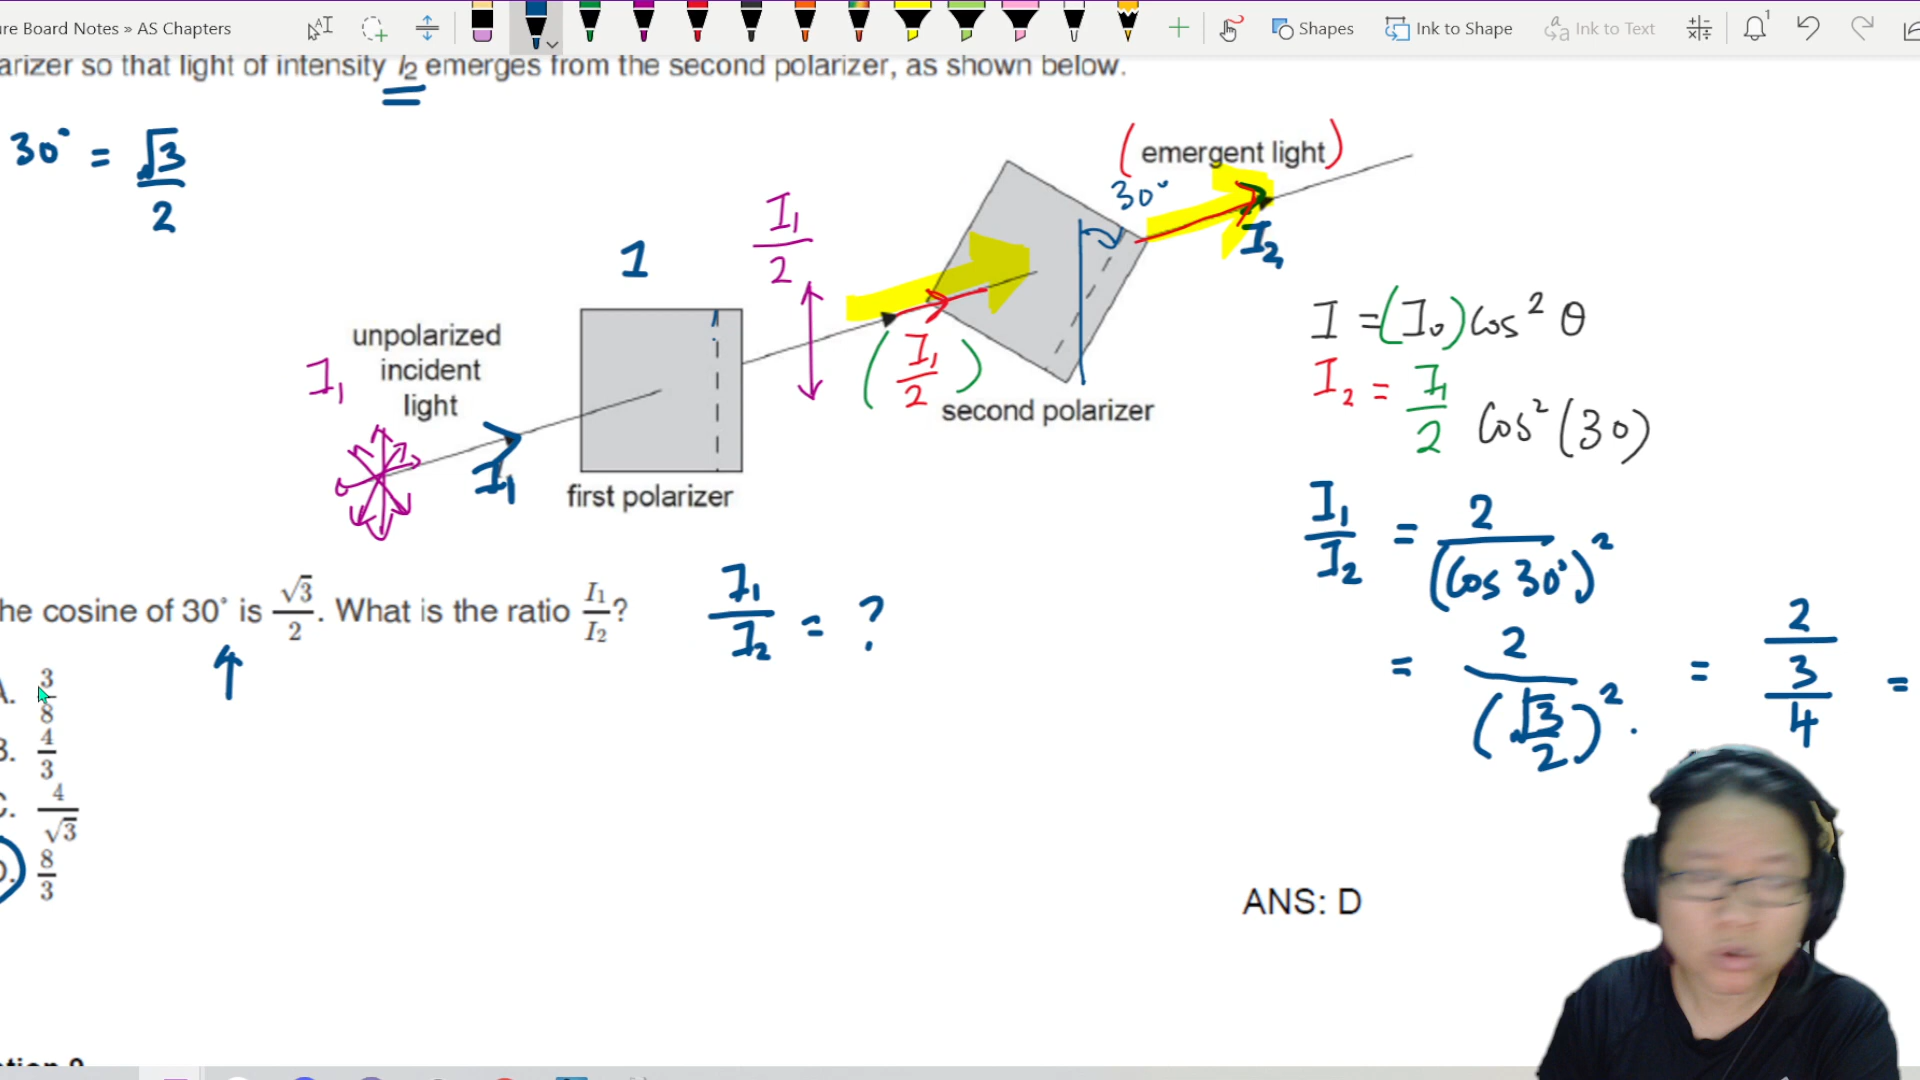 re Board Notes » AS Chapters
Shapes
Ink to Shape
Ink to Text
1
arizer so that light of intensity I₂ emerges from the second polarizer, as shown below.
30° = √3/2
(emergent light)
30°
I₂
I₁/2
1
unpolarized
incident
light
I₁
I₁
first polarizer
(I₁/2)
second polarizer
I = (I₀) cos² θ
I₂ = I₁/2 Cos² (30)
I₁/I₂ = 2/(Cos 30°)²
= 2/(√3/2)² = 2/(3/4) =
he cosine of 30° is √3/2. What is the ratio I₁/I₂?
I₁/I₂ = ?
A. 3/8
B. 4/3
C. 4/√3
D. 8/3
ANS: D